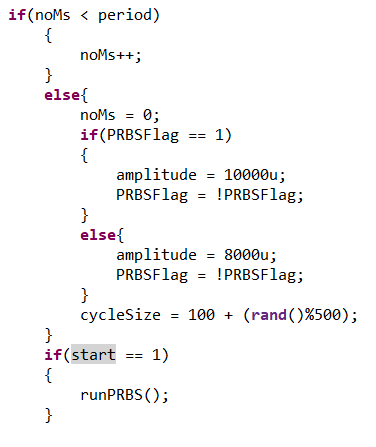 if(noMs < period)
{
noMs++;
}
else{
noMs = 0;
if(PRBSFlag == 1)
{
amplitude = 10000u;
PRBSFlag = !PRBSFlag;
}
else{
amplitude = 8000u;
PRBSFlag = !PRBSFlag;
}
cycleSize = 100 + (rand()%500);
}
if(start == 1)
{
runPRBS();
}